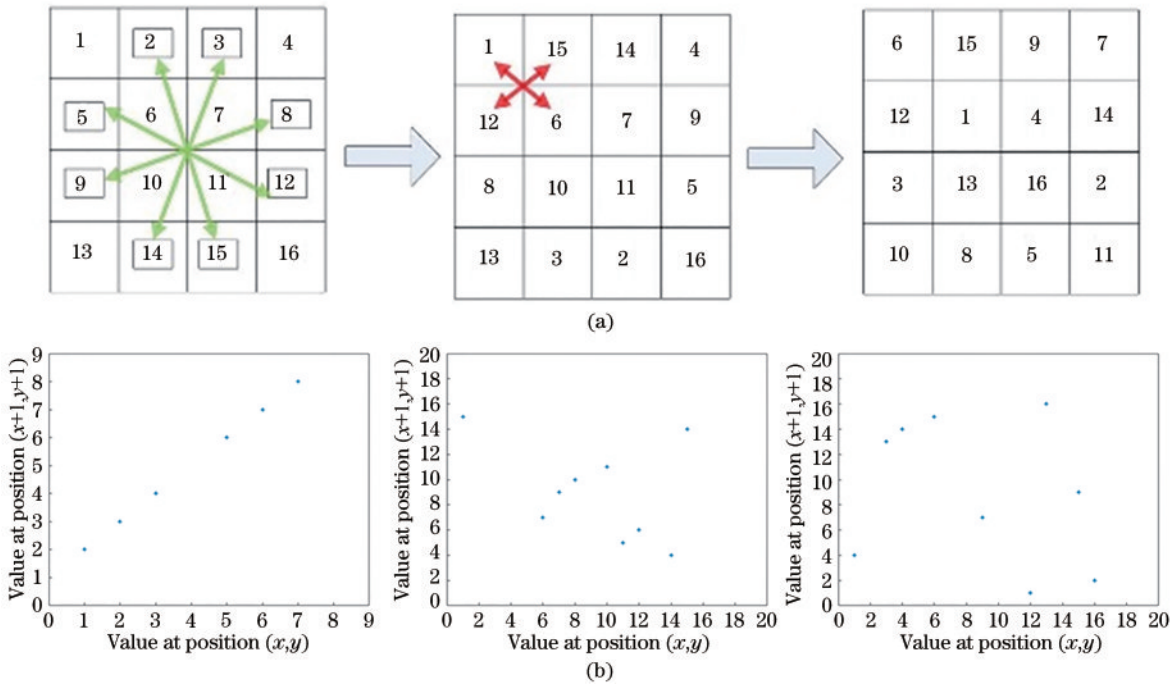 1 2 3 4
5 6 7 8
9 10 11 12
13 14 15 16
1 15 14 4
12 6 7 9
8 10 11 5
13 3 2 16
6 15 9 7
12 1 4 14
3 13 16 2
10 8 5 11
(a)
Value at position (x+1,y+1)
9
8
7
6
5
4
3
2
1
0
0 1 2 3 4 5 6 7 8 9
Value at position (x,y)
Value at position (x+1,y+1)
20
18
16
14
12
10
8
6
4
2
0
0 2 4 6 8 10 12 14 16 18 20
Value at position (x,y)
Value at position (x+1,y+1)
20
18
16
14
12
10
8
6
4
2
0
0 2 4 6 8 10 12 14 16 18 20
Value at position (x,y)
(b)